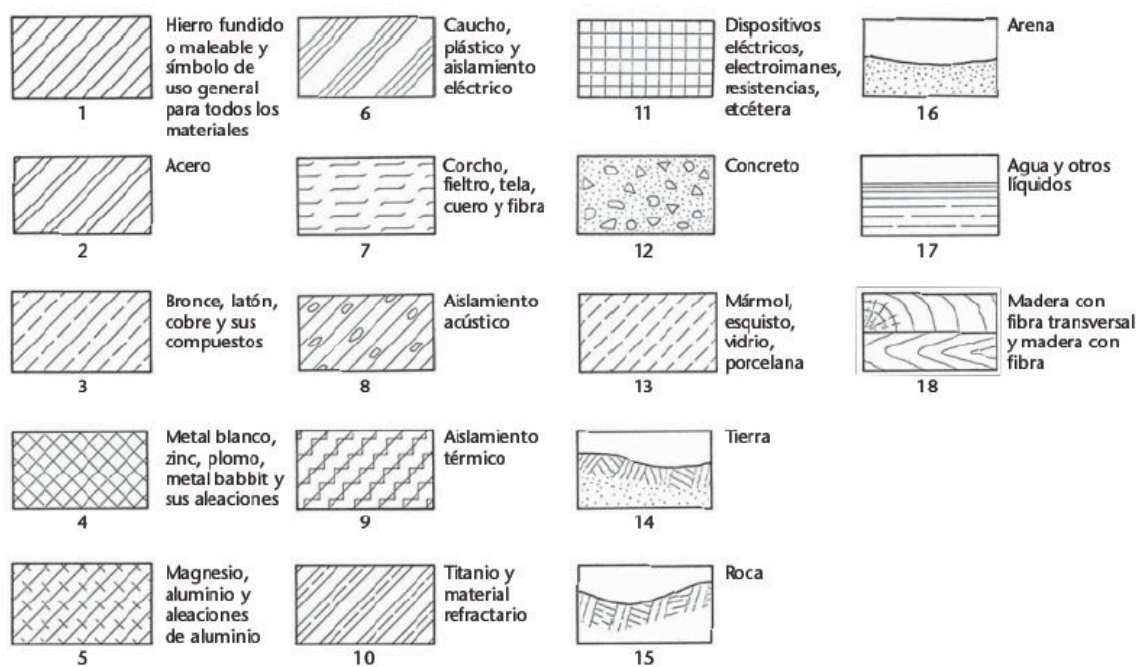 Hierro fundido
o maleable y
símbolo de
uso general
para todos los
materiales
1
Caucho,
plástico y
aislamiento
eléctrico
6
Dispositivos
eléctricos,
electroimanes,
resistencias,
etcétera
11
Arena
16
Acero
2
Corcho,
fieltro, tela,
cuero y fibra
7
Concreto
12
Agua y otros
líquidos
17
Bronce, latón,
cobre y sus
compuestos
3
Aislamiento
acústico
8
Mármol,
esquisto,
vidrio,
porcelana
13
Madera con
fibra transversal
y madera con
fibra
18
Metal blanco,
zinc, plomo,
metal babbit y
sus aleaciones
4
Aislamiento
térmico
9
Tierra
14
Magnesio,
aluminio y
aleaciones
de aluminio
5
Titanio y
material
refractario
10
Roca
15